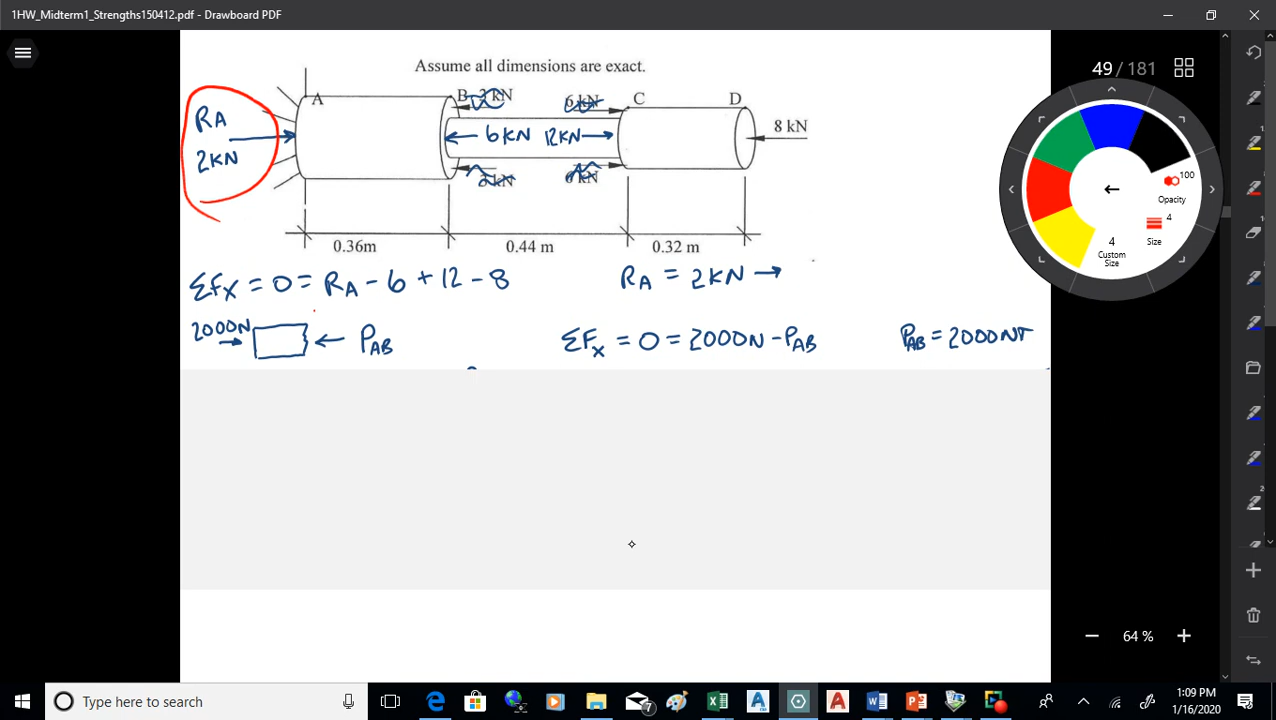 1HW_Midterm1_Strengths150412.pdf - Drawboard PDF
49 / 181
Assume all dimensions are exact.
A B C D
RA
2KN
6KN 12KN
8 kN
0.36m 0.44 m 0.32 m
ΣFx = 0 = RA - 6 + 12 - 8 RA = 2KN →
2000N → ← PAB ΣFx = 0 = 2000N - PAB PAB = 2000N
100
Opacity
4
Size
4
Custom
Size
64 %
Type here to search
7
1:09 PM
1/16/2020